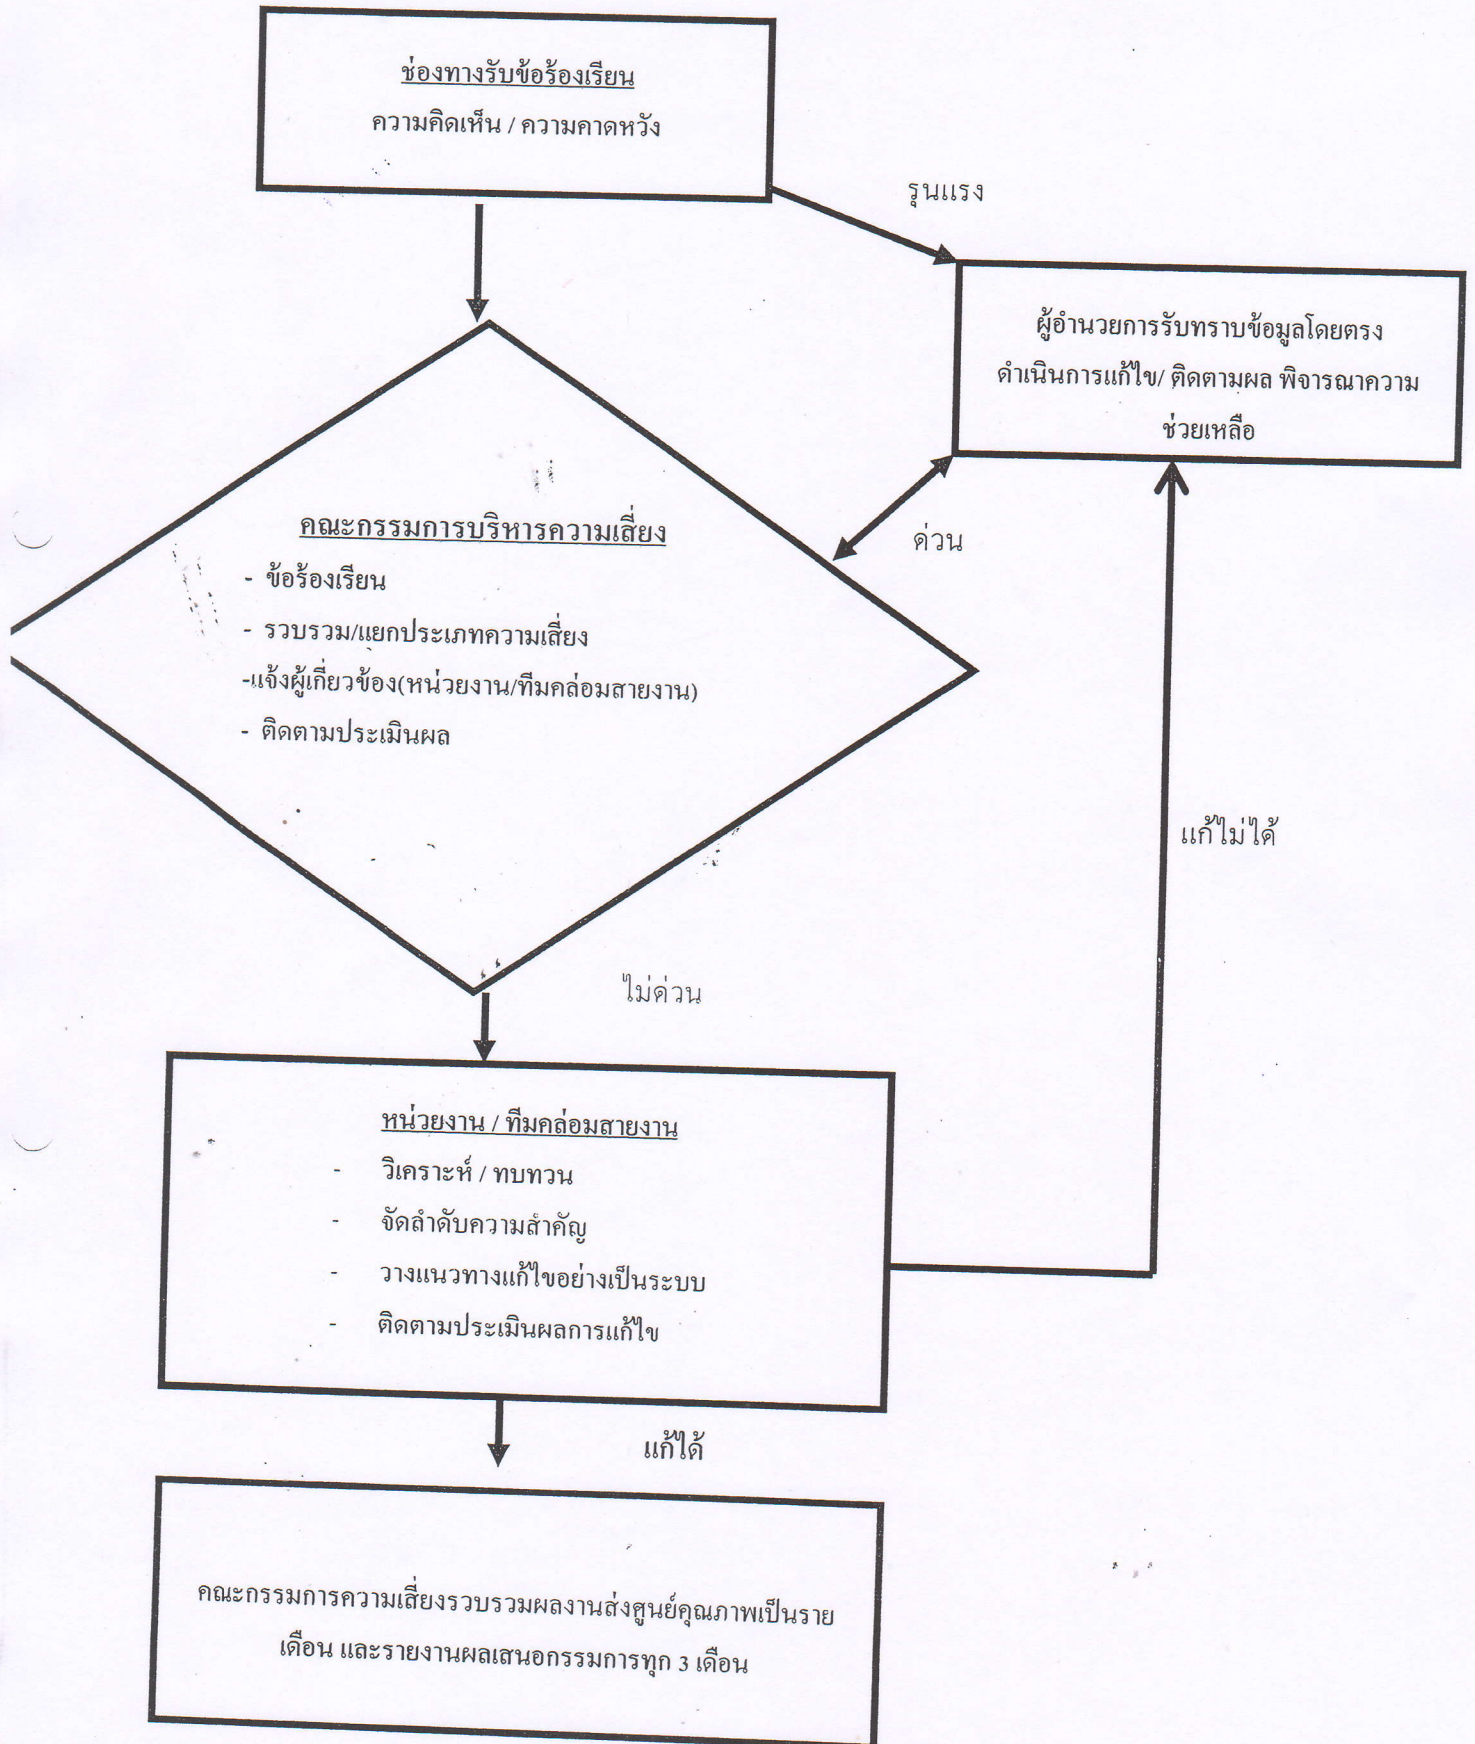 ช่องทางรับข้อร้องเรียน
ความคิดเห็น / ความคาดหวัง
รุนแรง
ผู้อำนวยการรับทราบข้อมูลโดยตรง
ดำเนินการแก้ไข/ ติดตามผล พิจารณาความ
ช่วยเหลือ
คณะกรรมการบริหารความเสี่ยง
- ข้อร้องเรียน
- รวบรวม/แยกประเภทความเสี่ยง
-แจ้งผู้เกี่ยวข้อง(หน่วยงาน/ทีมคล่อมสายงาน)
- ติดตามประเมินผล
ด่วน
แก้ไม่ได้
ไม่ด่วน
หน่วยงาน / ทีมคล่อมสายงาน
- วิเคราะห์ / ทบทวน
- จัดลำดับความสำคัญ
- วางแนวทางแก้ไขอย่างเป็นระบบ
- ติดตามประเมินผลการแก้ไข
แก้ได้
คณะกรรมการความเสี่ยงรวบรวมผลงานส่งศูนย์คุณภาพเป็นราย
เดือน และรายงานผลเสนอกรรมการทุก 3 เดือน